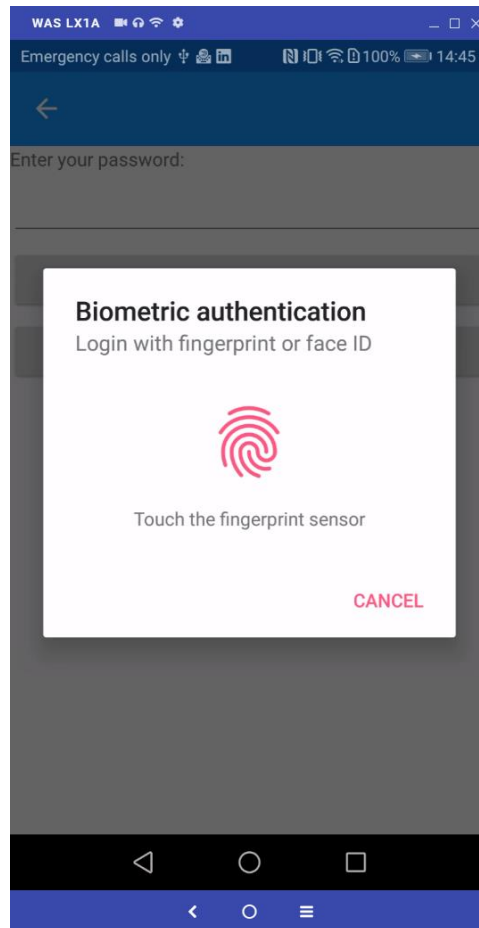 WAS LX1A
Emergency calls only in 100% 14:45
Enter your password:
Biometric authentication
Login with fingerprint or face ID
Touch the fingerprint sensor
CANCEL